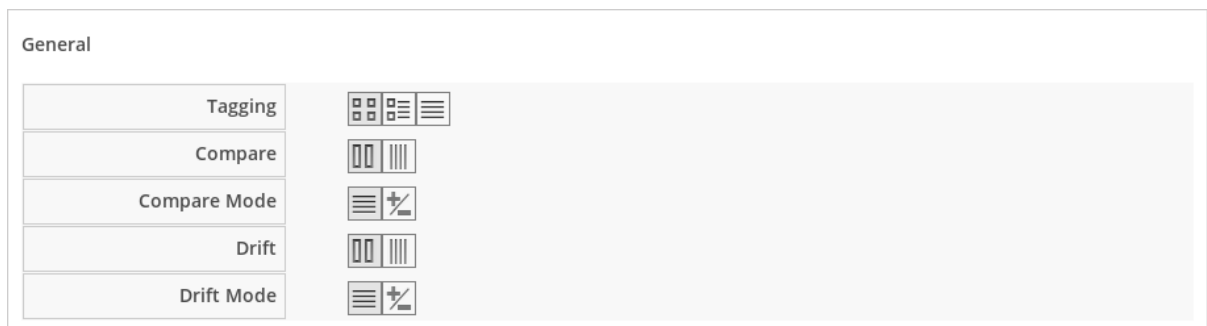 General
Tagging
Compare
Compare Mode
Drift
Drift Mode